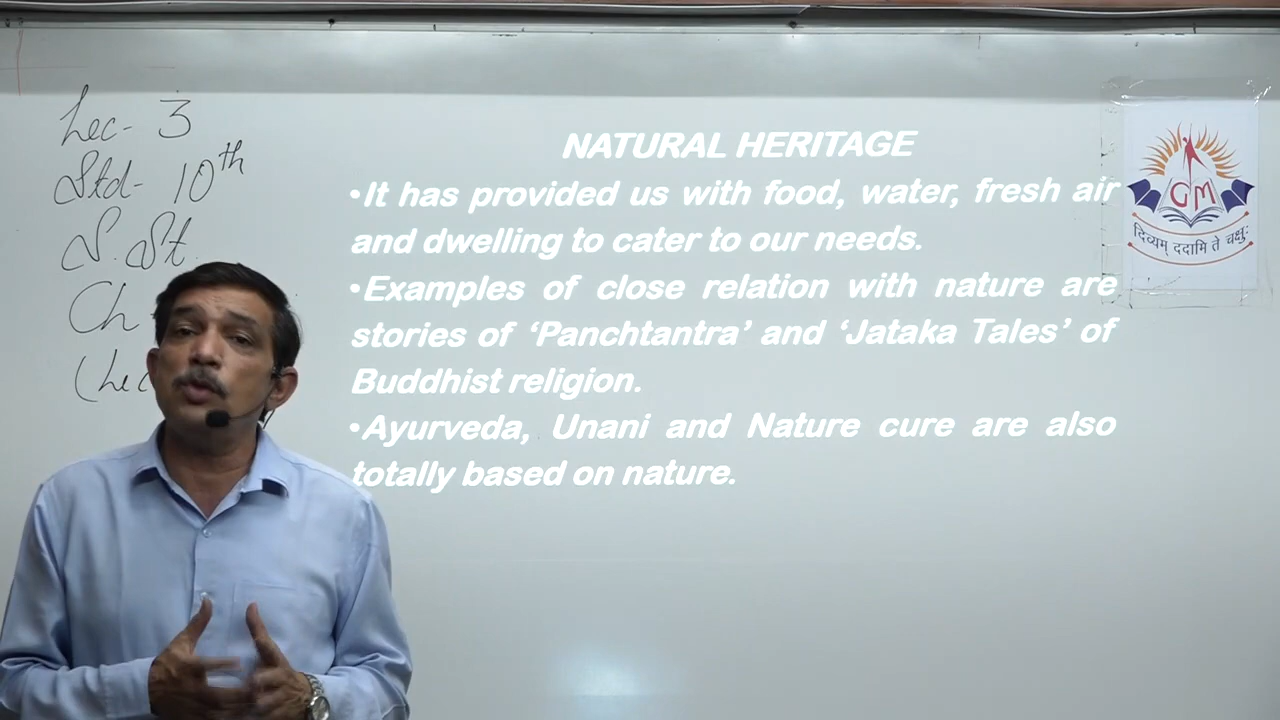 Lec- 3
Std- 10th
S. St.
Ch
(Lec
NATURAL HERITAGE
•It has provided us with food, water, fresh air
and dwelling to cater to our needs.
•Examples of close relation with nature are
stories of ‘Panchtantra’ and ‘Jataka Tales’ of
Buddhist religion.
•Ayurveda, Unani and Nature cure are also
totally based on nature.
GM
दिव्यम् ददामि ते चक्षुः